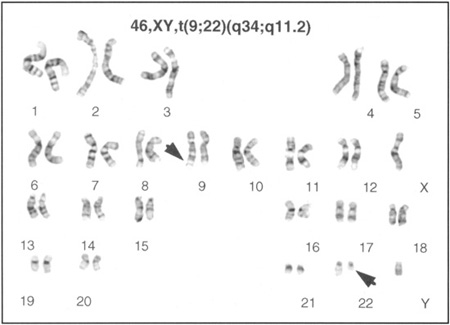 46,XY,t(9;22)(q34;q11.2)
1 2 3 4 5
6 7 8 9 10 11 12 X
13 14 15 16 17 18
19 20 21 22 Y